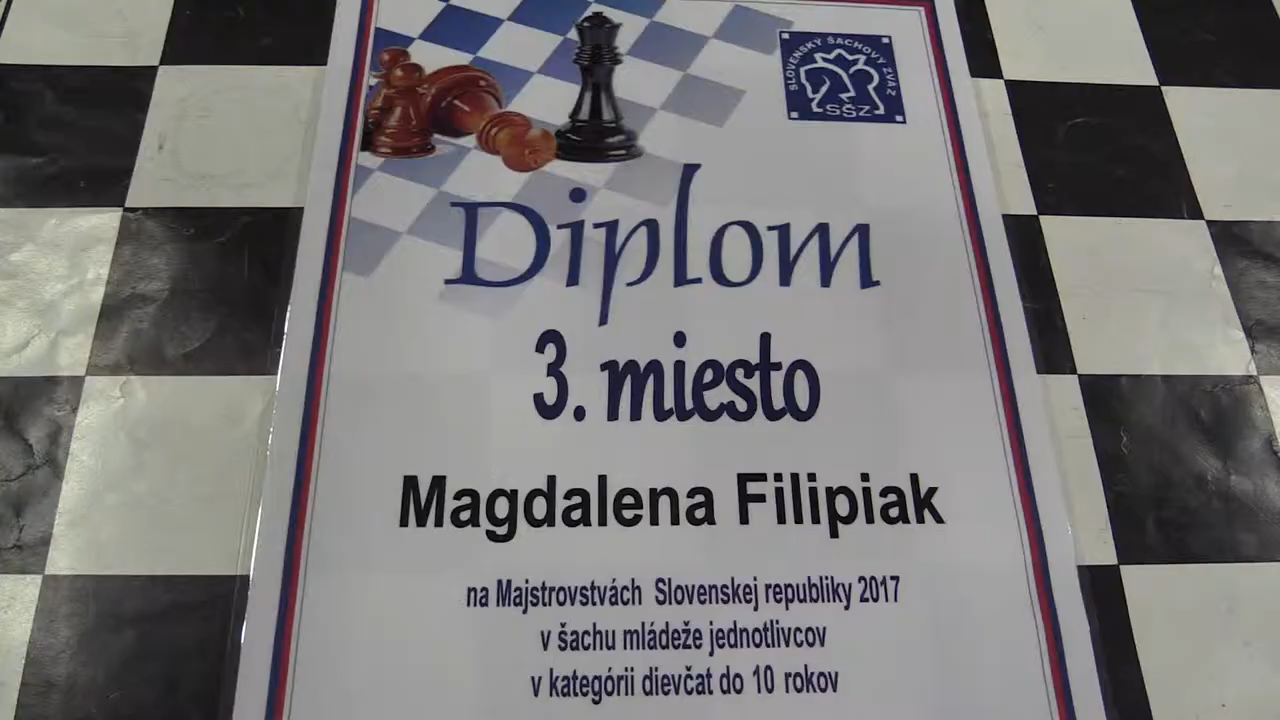 SLOVENSKÝ ŠACHOVÝ ZVÄZ
SŠZ
Diplom
3. miesto
Magdalena Filipiak
na Majstrovstvách Slovenskej republiky 2017
v šachu mládeže jednotlivcov
v kategórii dievčat do 10 rokov